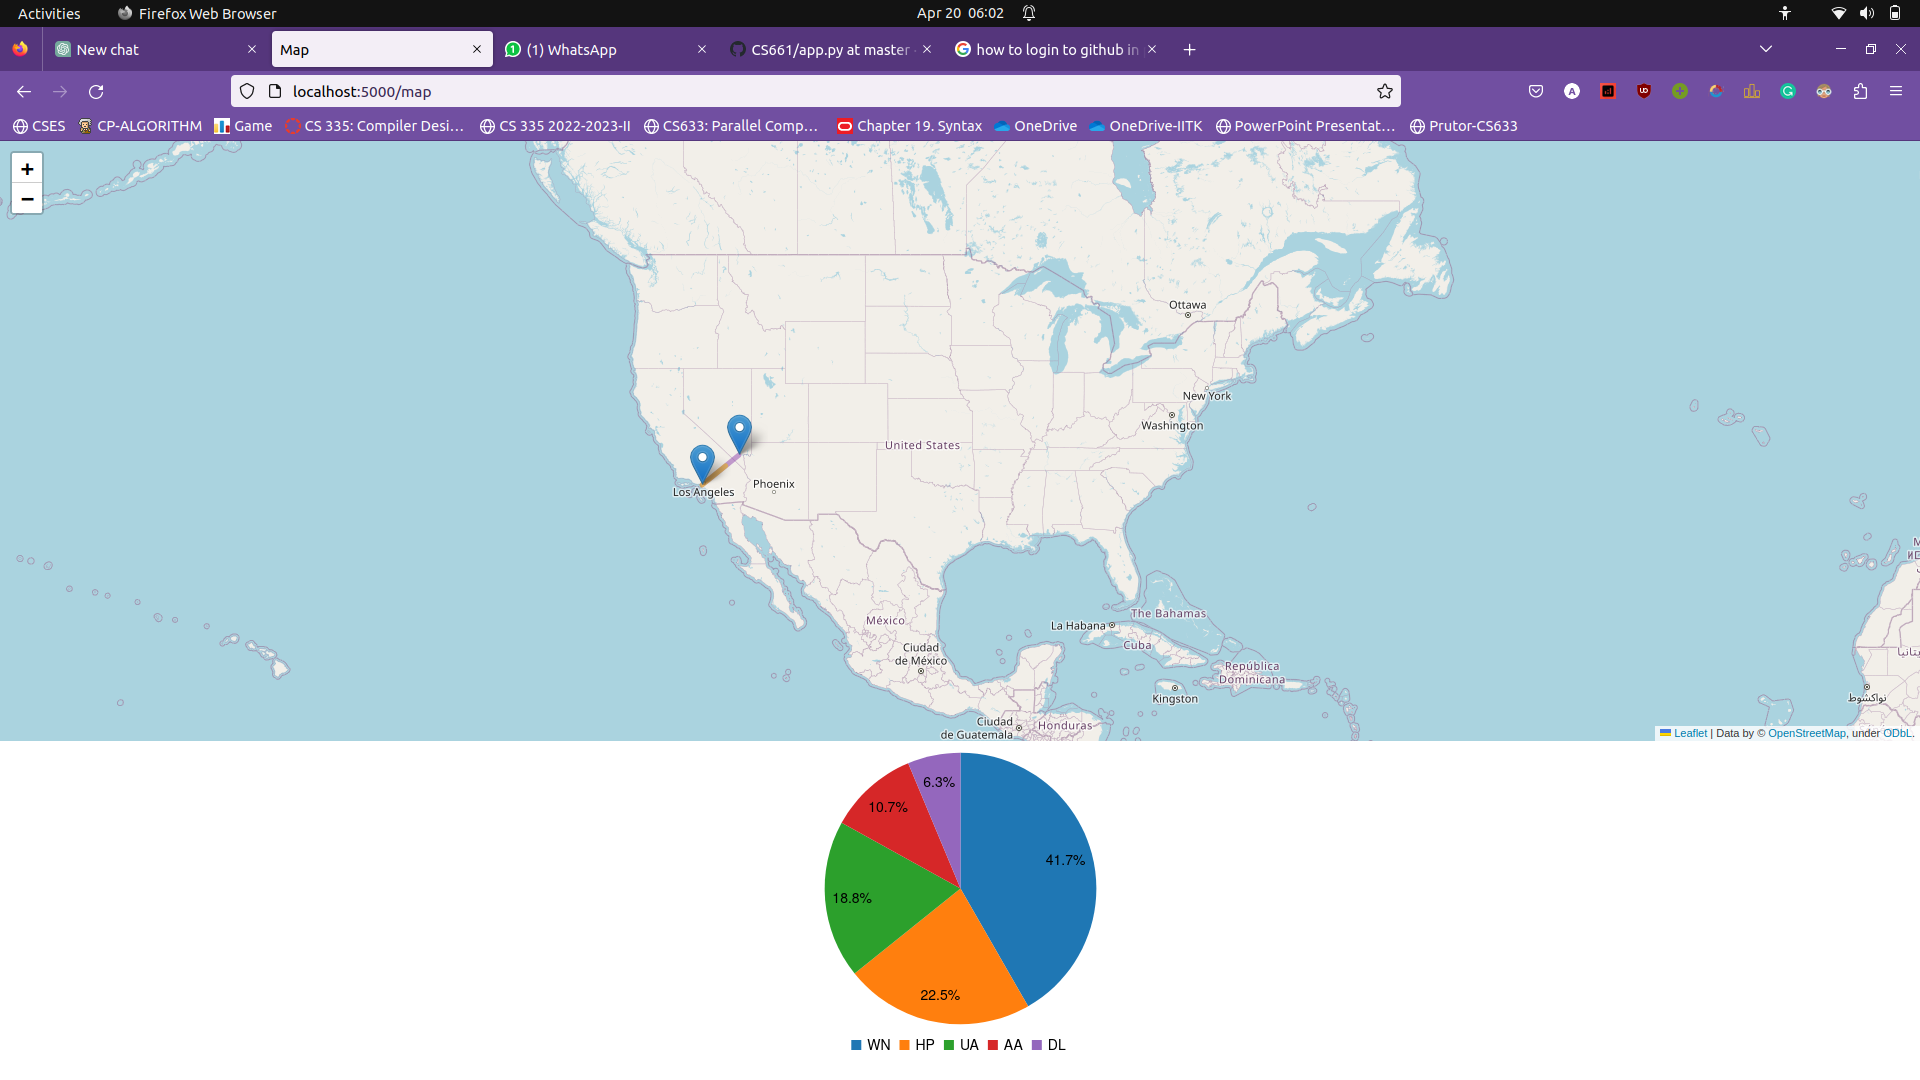 Activities Firefox Web Browser Apr 20 06:02
New chat Map (1) WhatsApp CS661/app.py at master how to login to github in
localhost:5000/map
CSES CP-ALGORITHM Game CS 335: Compiler Desi… CS 335 2022-2023-II CS633: Parallel Comp… Chapter 19. Syntax OneDrive OneDrive-IITK PowerPoint Presentat… Prutor-CS633
+
−
Ottawa
New York
Washington
United States
Phoenix
Los Angeles
The Bahamas
México
La Habana
Cuba
Ciudad
de México
República
Dominicana
Kingston
نواكشوط
Ciudad
de Guatemala
Honduras
Leaflet | Data by © OpenStreetMap, under ODbL.
6.3%
10.7%
41.7%
18.8%
22.5%
WN HP UA AA DL